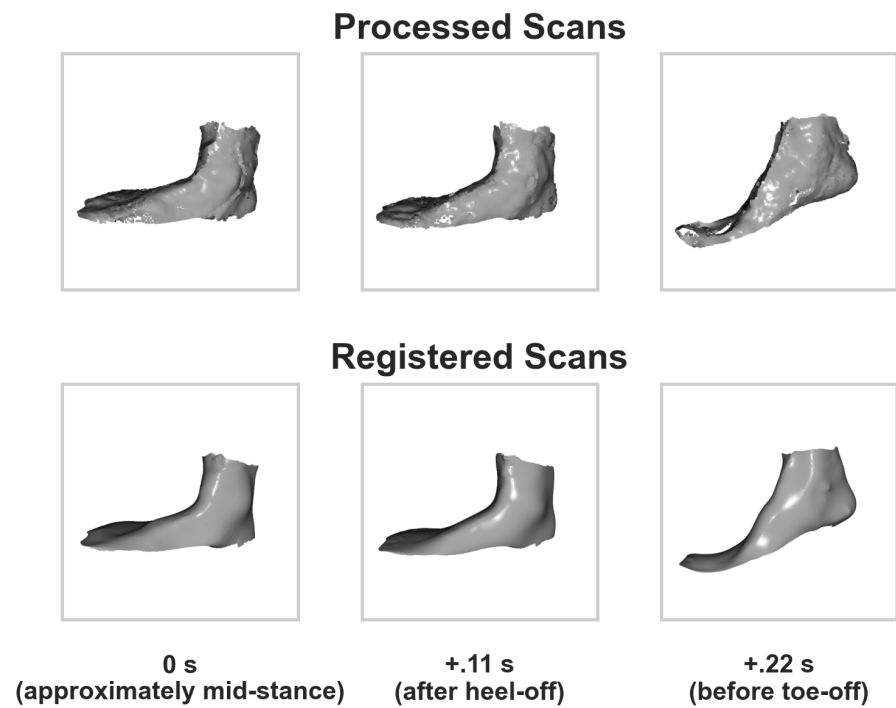 Processed Scans
Registered Scans
0 s
(approximately mid-stance)
+.11 s
(after heel-off)
+.22 s
(before toe-off)